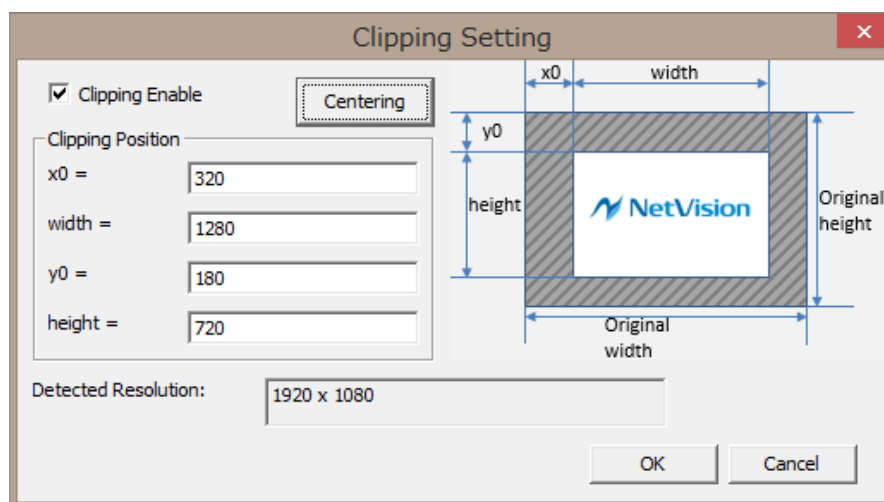 Clipping Setting
Clipping Enable
Centering
Clipping Position
x0 =
320
width =
1280
y0 =
180
height =
720
x0
width
y0
height
NetVision
Original
height
Original
width
Detected Resolution:
1920 x 1080
OK
Cancel